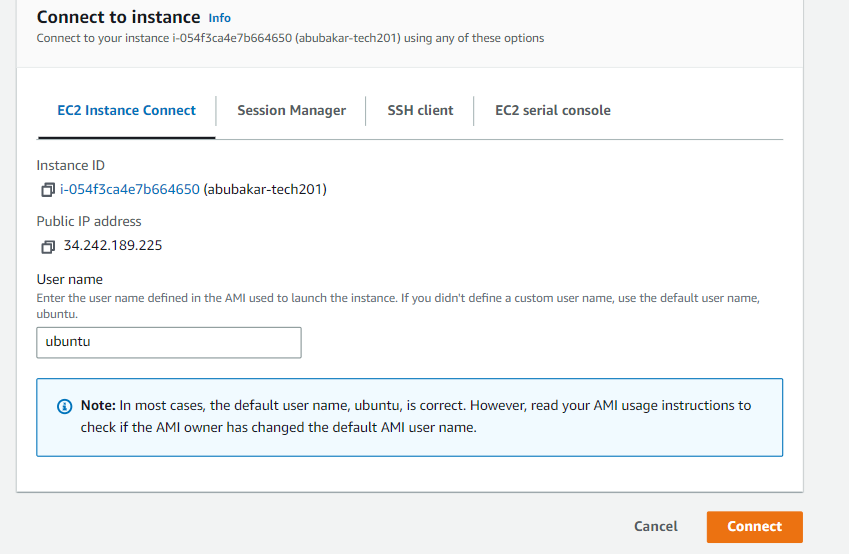 Connect to instance Info
Connect to your instance i-054f3ca4e7b664650 (abubakar-tech201) using any of these options
EC2 Instance Connect Session Manager SSH client EC2 serial console
Instance ID
i-054f3ca4e7b664650 (abubakar-tech201)
Public IP address
34.242.189.225
User name
Enter the user name defined in the AMI used to launch the instance. If you didn't define a custom user name, use the default user name,
ubuntu.
ubuntu
Note: In most cases, the default user name, ubuntu, is correct. However, read your AMI usage instructions to
check if the AMI owner has changed the default AMI user name.
Cancel Connect